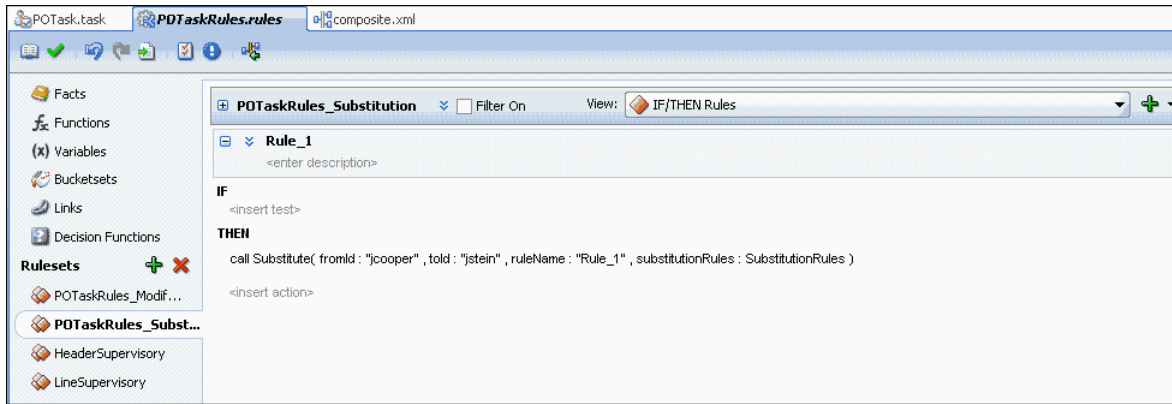 POTask.task
POTaskRules.rules
composite.xml
Facts
Functions
(x) Variables
Bucketsets
Links
Decision Functions
Rulesets
POTaskRules_Modif...
POTaskRules_Subst...
HeaderSupervisory
LineSupervisory
POTaskRules_Substitution
Filter On
View:
IF/THEN Rules
Rule_1
<enter description>
IF
<insert test>
THEN
call Substitute( fromId : "jcooper" , toId : "jstein" , ruleName : "Rule_1" , substitutionRules : SubstitutionRules )
<insert action>